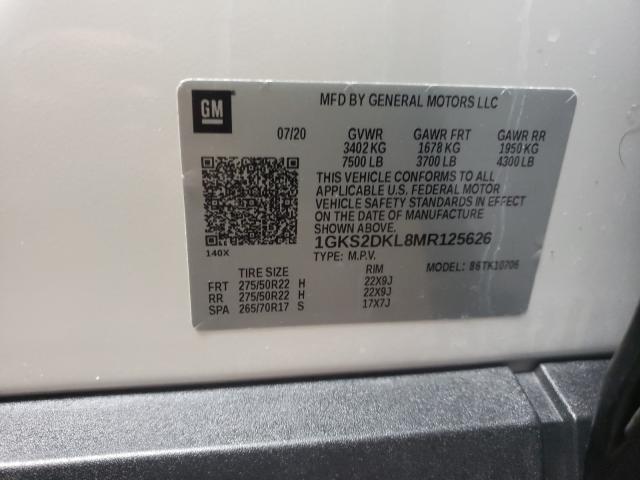 GM
MFD BY GENERAL MOTORS LLC
07/20 GVWR GAWR FRT GAWR RR
3402 KG 1678 KG 1950 KG
7500 LB 3700 LB 4300 LB
THIS VEHICLE CONFORMS TO ALL
APPLICABLE U.S. FEDERAL MOTOR
VEHICLE SAFETY STANDARDS IN EFFECT
ON THE DATE OF MANUFACTURE
SHOWN ABOVE.
1GKS2DKL8MR125626
140X
TYPE: M.P.V.
MODEL: 86TK10706
TIRE SIZE RIM
FRT 275/50R22 H 22X9J
RR 275/50R22 H 22X9J
SPA 265/70R17 S 17X7J